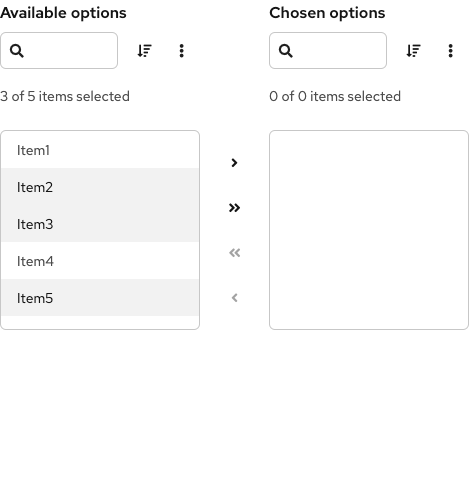 Available options
3 of 5 items selected
Item1
Item2
Item3
Item4
Item5
Chosen options
0 of 0 items selected